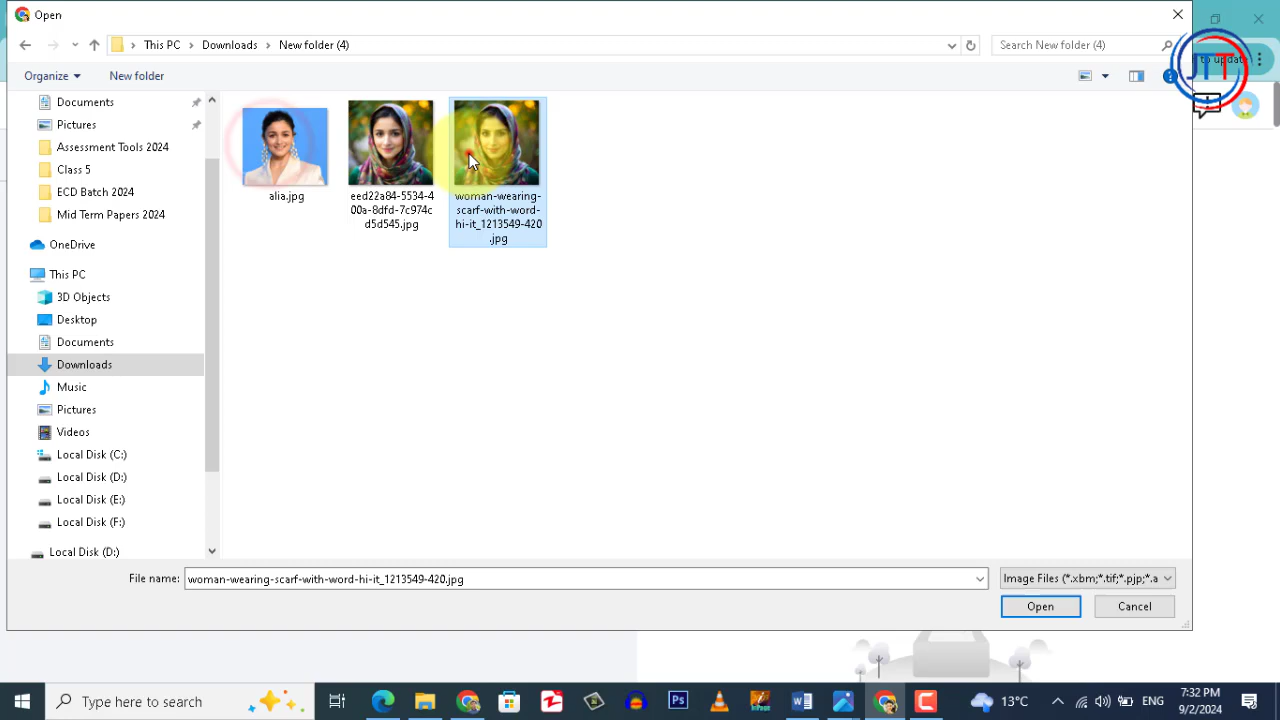 Open
This PC > Downloads > New folder (4)
Search New folder (4)
to update
JTT
Organize
New folder
Documents
Pictures
Assessment Tools 2024
Class 5
ECD Batch 2024
Mid Term Papers 2024
OneDrive
This PC
3D Objects
Desktop
Documents
Downloads
Music
Pictures
Videos
Local Disk (C:)
Local Disk (D:)
Local Disk (E:)
Local Disk (F:)
Local Disk (D:)
alia.jpg
eed22a84-5534-4
00a-8dfd-7c974c
d5d545.jpg
woman-wearing-
scarf-with-word-
hi-it_1213549-420
.jpg
File name:
woman-wearing-scarf-with-word-hi-it_1213549-420.jpg
Image Files (*.xbm;*.tif;*.pjp;*.a
Open
Cancel
Type here to search
Ps
13°C
ENG
7:32 PM
9/2/2024